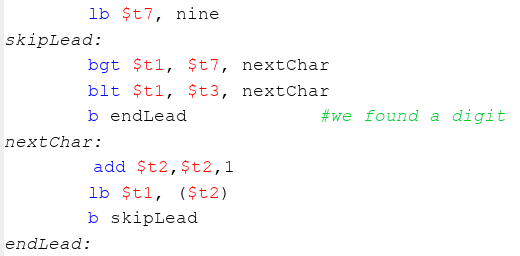 lb $t7, nine
skipLead:
bgt $t1, $t7, nextChar
blt $t1, $t3, nextChar
b endLead #we found a digit
nextChar:
add $t2,$t2,1
lb $t1, ($t2)
b skipLead
endLead: